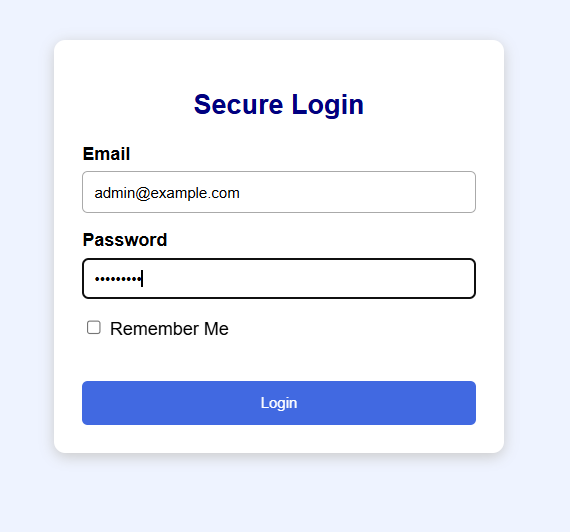 Secure Login
Email
admin@example.com
Password
•••••••••
Remember Me
Login